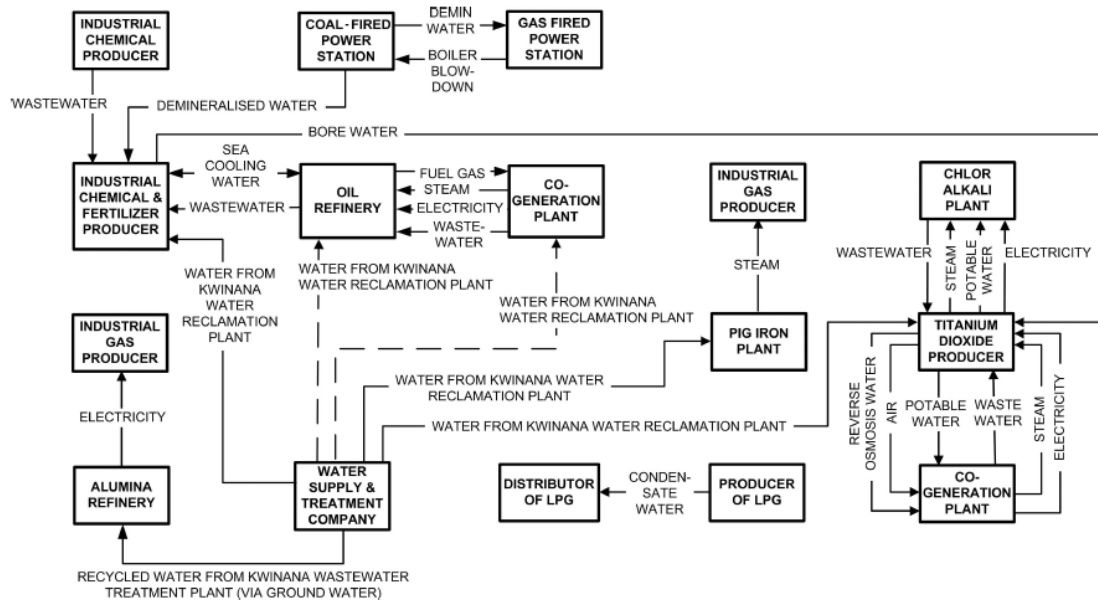 INDUSTRIAL
CHEMICAL
PRODUCER
COAL-FIRED
POWER
STATION
DEMIN
WATER
BOILER
BLOW-
DOWN
GAS FIRED
POWER
STATION
'WASTEWATER
DEMINERALISED WATER
BORE WATER
INDUSTRIAL
CHEMICAL &
FERTILIZER
PRODUCER
SEA
COOLING
WATER
WASTEWATER
OIL
REFINERY
FUEL GAS
STEAM
ELECTRICITY
WASTE-
WATER
CO-
GENERATION
PLANT
INDUSTRIAL
GAS
PRODUCER
CHLOR
ALKALI
PLANT
WASTEWATER
STEAM
POTABLE
WATER
ELECTRICITY
WATER FROM
KWINANA
WATER
RECLAMATION
PLANT
WATER FROM KWINANA
WATER RECLAMATION PLANT
WATER FROM KWINANA
WATER RECLAMATION PLANT
STEAM
INDUSTRIAL
GAS
PRODUCER
PIG IRON
PLANT
TITANIUM
DIOXIDE
PRODUCER
WATER FROM KWINANA WATER
RECLAMATION PLANT
ELECTRICITY
WATER FROM KWINANA WATER RECLAMATION PLANT
REVERSE
OSMOSIS WATER
AIR
POTABLE
WATER
WASTE
WATER
STEAM
ELECTRICITY
ALUMINA
REFINERY
WATER
SUPPLY &
TREATMENT
COMPANY
DISTRIBUTOR
OF LPG
CONDEN-
SATE
WATER
PRODUCER
OF LPG
CO-
GENERATION
PLANT
RECYCLED WATER FROM KWINANA WASTEWATER
TREATMENT PLANT (VIA GROUND WATER)